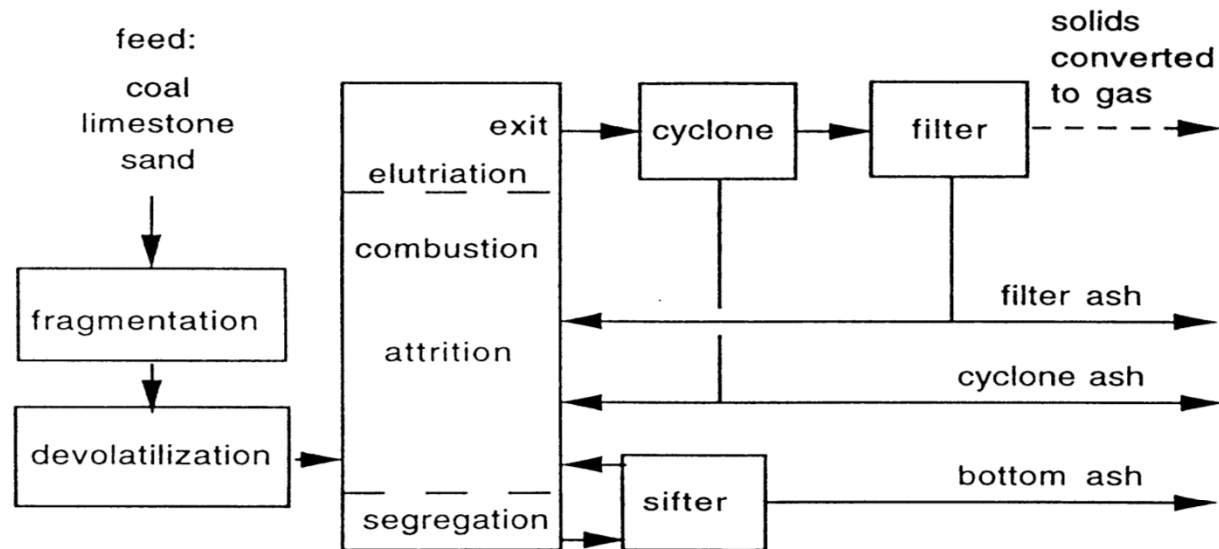 feed:
coal
limestone
sand
fragmentation
devolatilization
exit
elutriation
combustion
attrition
segregation
cyclone
filter
solids
converted
to gas
filter ash
cyclone ash
sifter
bottom ash